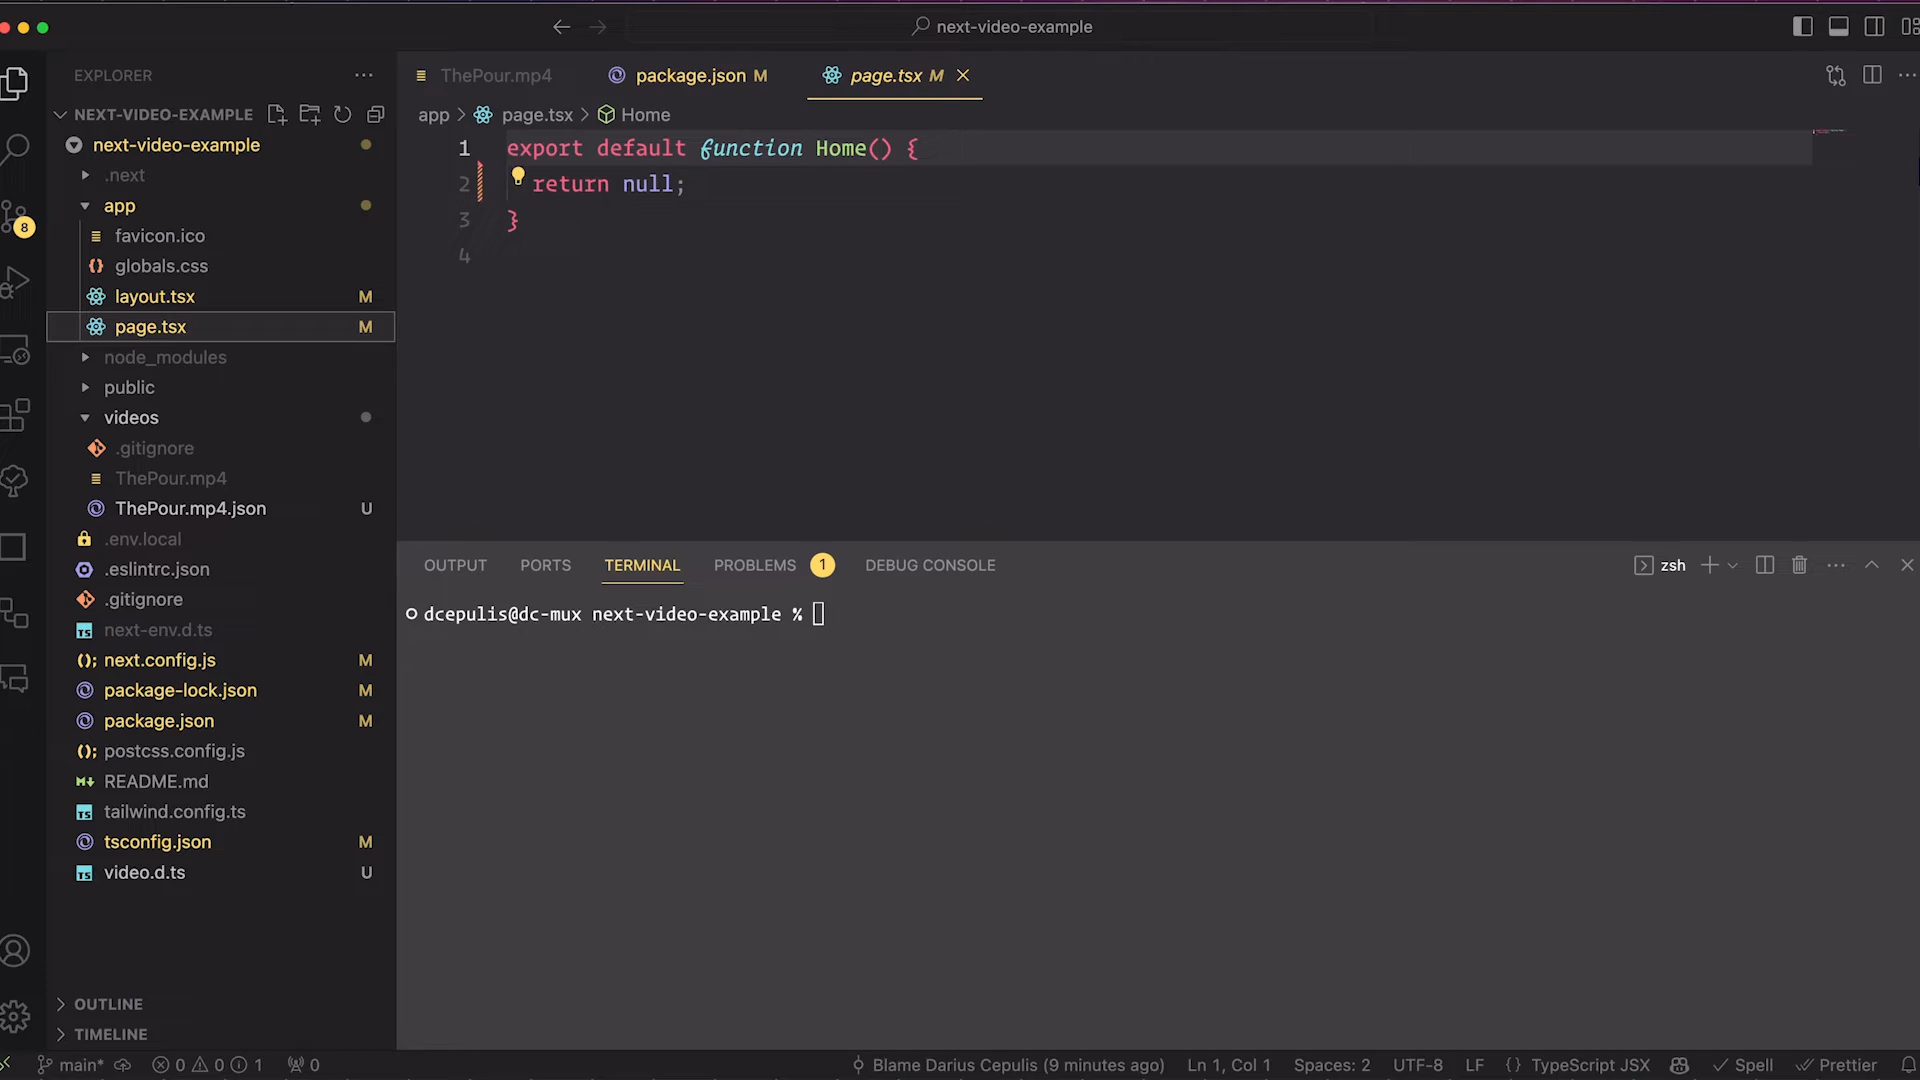 next-video-example
EXPLORER
NEXT-VIDEO-EXAMPLE
next-video-example
.next
app
favicon.ico
globals.css
layout.tsx M
page.tsx M
node_modules
public
videos
.gitignore
ThePour.mp4
ThePour.mp4.json U
.env.local
.eslintrc.json
.gitignore
next-env.d.ts
next.config.js M
package-lock.json M
package.json M
postcss.config.js
README.md
tailwind.config.ts
tsconfig.json M
video.d.ts U
OUTLINE
TIMELINE
8
ThePour.mp4 package.json M page.tsx M
app > page.tsx > Home
1 export default function Home() {
2 return null;
3 }
4
OUTPUT PORTS TERMINAL PROBLEMS 1 DEBUG CONSOLE zsh
dcepulis@dc-mux next-video-example %
main* 0 0 1 0 Blame Darius Cepulis (9 minutes ago) Ln 1, Col 1 Spaces: 2 UTF-8 LF {} TypeScript JSX Spell Prettier